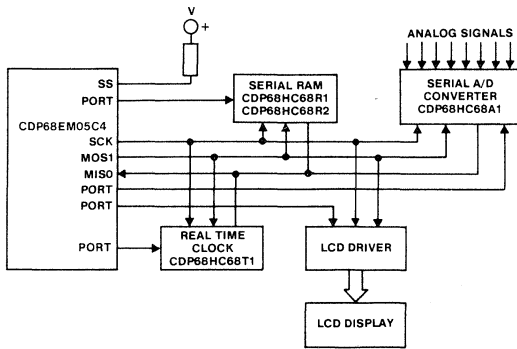 V
+
ANALOG SIGNALS
SS
PORT
SERIAL RAM
CDP68HC68R1
CDP68HC68R2
SERIAL A/D
CONVERTER
CDP68HC68A1
CDP68EM05C4
SCK
MOS1
MISO
PORT
PORT
PORT
REAL TIME
CLOCK
CDP68HC68T1
LCD DRIVER
LCD DISPLAY